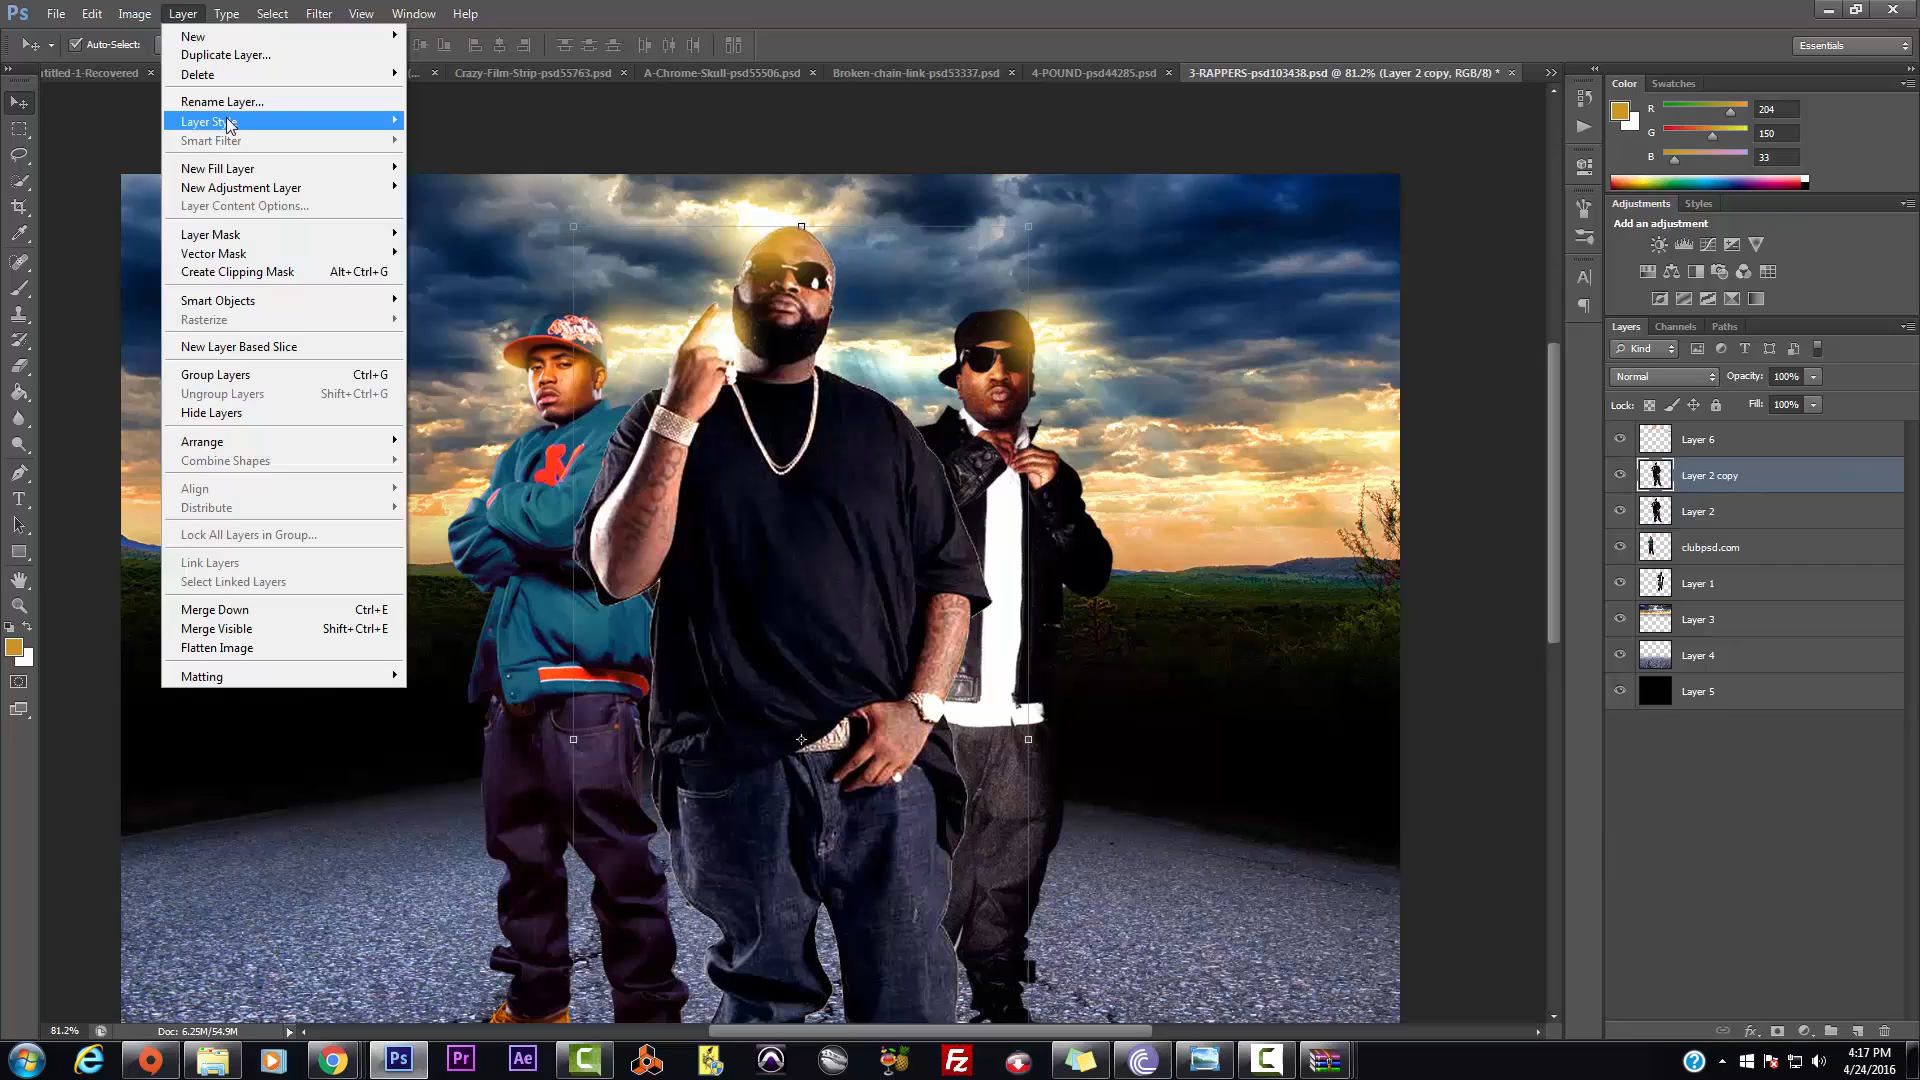 Ps File Edit Image Layer Type Select Filter View Window Help
Auto-Select: Essentials
ntitled-1-Recovered × (... × Crazy-Film-Strip-psd55763.psd × A-Chrome-Skull-psd55506.psd × Broken-chain-link-psd53337.png × 4-POUND-psd44285.psd × 3-RAPPERS-psd103438.psd @ 81.2% (Layer 2 copy, RGB/8) * ×
New
Duplicate Layer...
Delete
Rename Layer...
Layer Style
Smart Filter
New Fill Layer
New Adjustment Layer
Layer Content Options...
Layer Mask
Vector Mask
Create Clipping Mask Alt+Ctrl+G
Smart Objects
Rasterize
New Layer Based Slice
Group Layers Ctrl+G
Ungroup Layers Shift+Ctrl+G
Hide Layers
Arrange
Combine Shapes
Align
Distribute
Lock All Layers in Group...
Link Layers
Select Linked Layers
Merge Down Ctrl+E
Merge Visible Shift+Ctrl+E
Flatten Image
Matting
Color Swatches
R 204
G 150
B 33
Adjustments Styles
Add an adjustment
Layers Channels Paths
Kind
Normal Opacity: 100%
Lock: Fill: 100%
Layer 6
Layer 2 copy
Layer 2
clubpsd.com
Layer 1
Layer 3
Layer 4
Layer 5
81.2% Doc: 6.25M/54.9M
Ps Pr Ae C Fz C
4:17 PM
4/24/2016